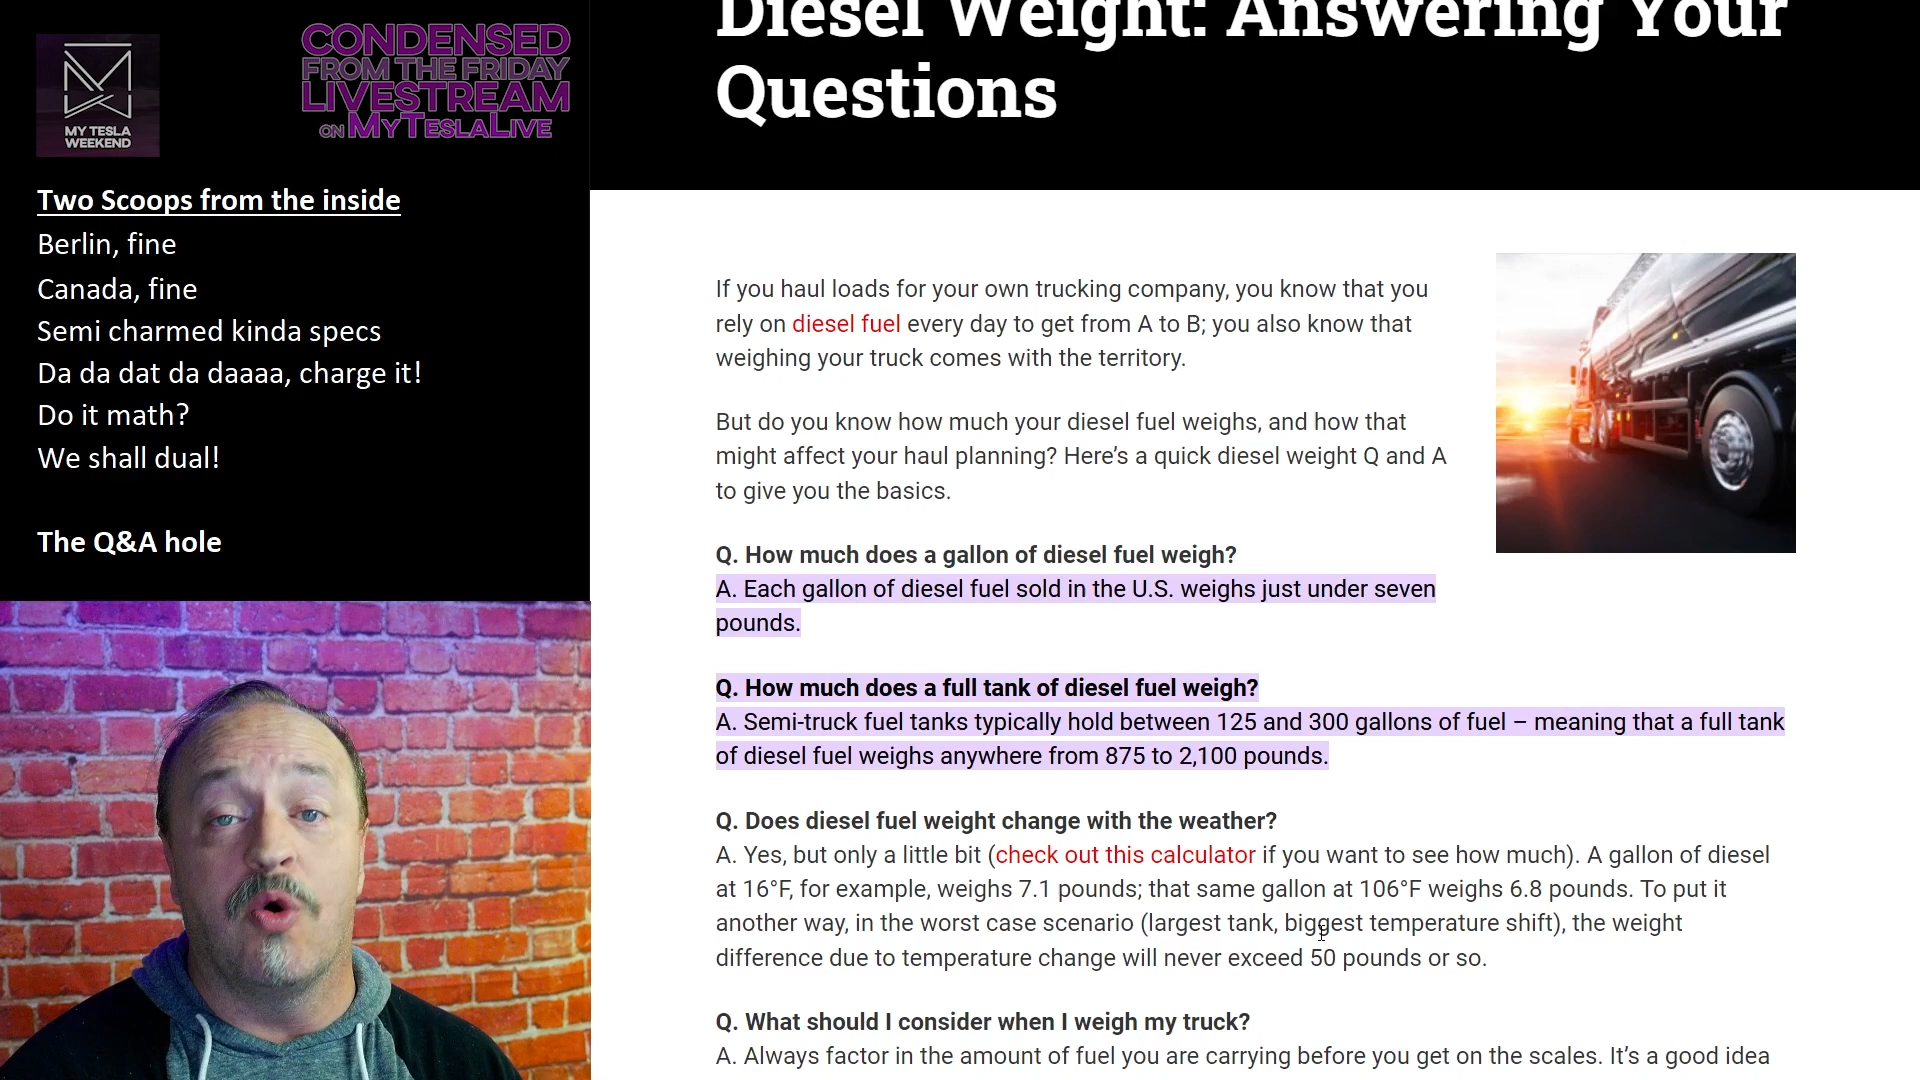 MY TESLA
WEEKEND
CONDENSED
FROM THE FRIDAY
LIVESTREAM
ON MYTESLALIVE
Two Scoops from the inside
Berlin, fine
Canada, fine
Semi charmed kinda specs
Da da dat da daaaa, charge it!
Do it math?
We shall dual!
The Q&A hole
Diesel Weight: Answering Your
Questions
If you haul loads for your own trucking company, you know that you
rely on diesel fuel every day to get from A to B; you also know that
weighing your truck comes with the territory.
But do you know how much your diesel fuel weighs, and how that
might affect your haul planning? Here’s a quick diesel weight Q and A
to give you the basics.
Q. How much does a gallon of diesel fuel weigh?
A. Each gallon of diesel fuel sold in the U.S. weighs just under seven
pounds.
Q. How much does a full tank of diesel fuel weigh?
A. Semi-truck fuel tanks typically hold between 125 and 300 gallons of fuel – meaning that a full tank
of diesel fuel weighs anywhere from 875 to 2,100 pounds.
Q. Does diesel fuel weight change with the weather?
A. Yes, but only a little bit (check out this calculator if you want to see how much). A gallon of diesel
at 16°F, for example, weighs 7.1 pounds; that same gallon at 106°F weighs 6.8 pounds. To put it
another way, in the worst case scenario (largest tank, biggest temperature shift), the weight
difference due to temperature change will never exceed 50 pounds or so.
Q. What should I consider when I weigh my truck?
A. Always factor in the amount of fuel you are carrying before you get on the scales. It’s a good idea